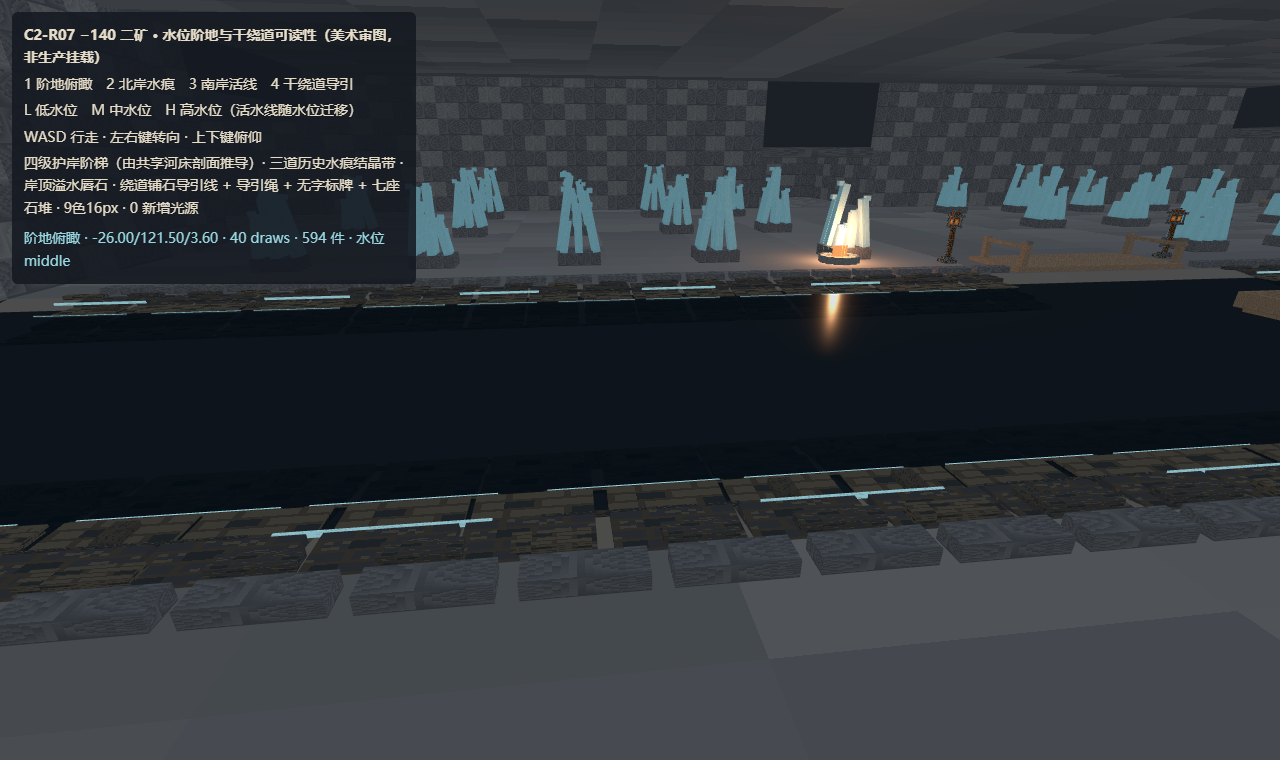 C2-R07 −140 二矿 • 水位阶地与干绕道可读性（美术审图，
非生产挂载）
1 阶地俯瞰 2 北岸水痕 3 南岸活线 4 干绕道导引
L 低水位 M 中水位 H 高水位（活水线随水位迁移）
WASD 行走 · 左右键转向 · 上下键俯仰
四级护岸阶梯（由共享河床剖面推导）· 三道历史水痕结晶带 ·
岸顶溢水唇石 · 绕道铺石导引线 + 导引绳 + 无字标牌 + 七座
石堆 · 9色16px · 0 新增光源
阶地俯瞰 · -26.00/121.50/3.60 · 40 draws · 594 件 · 水位
middle